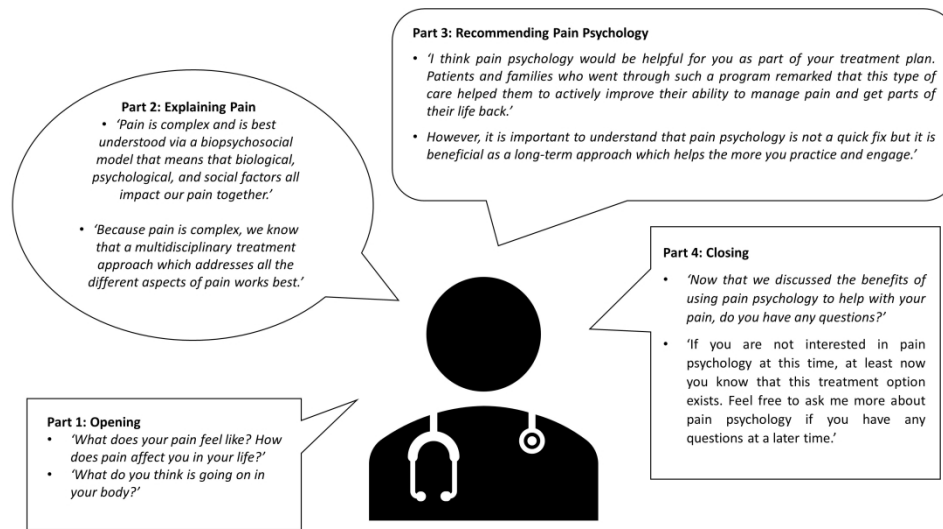 Part 1: Opening
• ‘What does your pain feel like? How
does pain affect you in your life?’
• ‘What do you think is going on in
your body?’
Part 2: Explaining Pain
• ‘Pain is complex and is best
understood via a biopsychosocial
model that means that biological,
psychological, and social factors all
impact our pain together.’
• ‘Because pain is complex, we know
that a multidisciplinary treatment
approach which addresses all the
different aspects of pain works best.’
Part 3: Recommending Pain Psychology
• ‘I think pain psychology would be helpful for you as part of your treatment plan.
Patients and families who went through such a program remarked that this type of
care helped them to actively improve their ability to manage pain and get parts of
their life back.’
• However, it is important to understand that pain psychology is not a quick fix but it is
beneficial as a long-term approach which helps the more you practice and engage.’
Part 4: Closing
• ‘Now that we discussed the benefits of
using pain psychology to help with your
pain, do you have any questions?’
• ‘If you are not interested in pain
psychology at this time, at least now
you know that this treatment option
exists. Feel free to ask me more about
pain psychology if you have any
questions at a later time.’